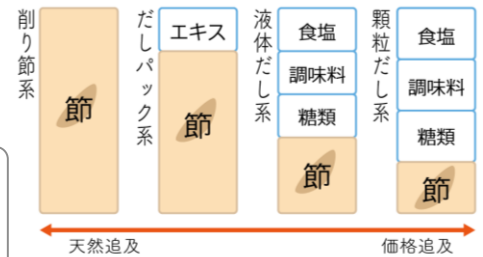 削り節系
節
だしパック系
エキス
節
液体だし系
食塩
調味料
糖類
節
顆粒だし系
食塩
調味料
糖類
節
天然追及
価格追及